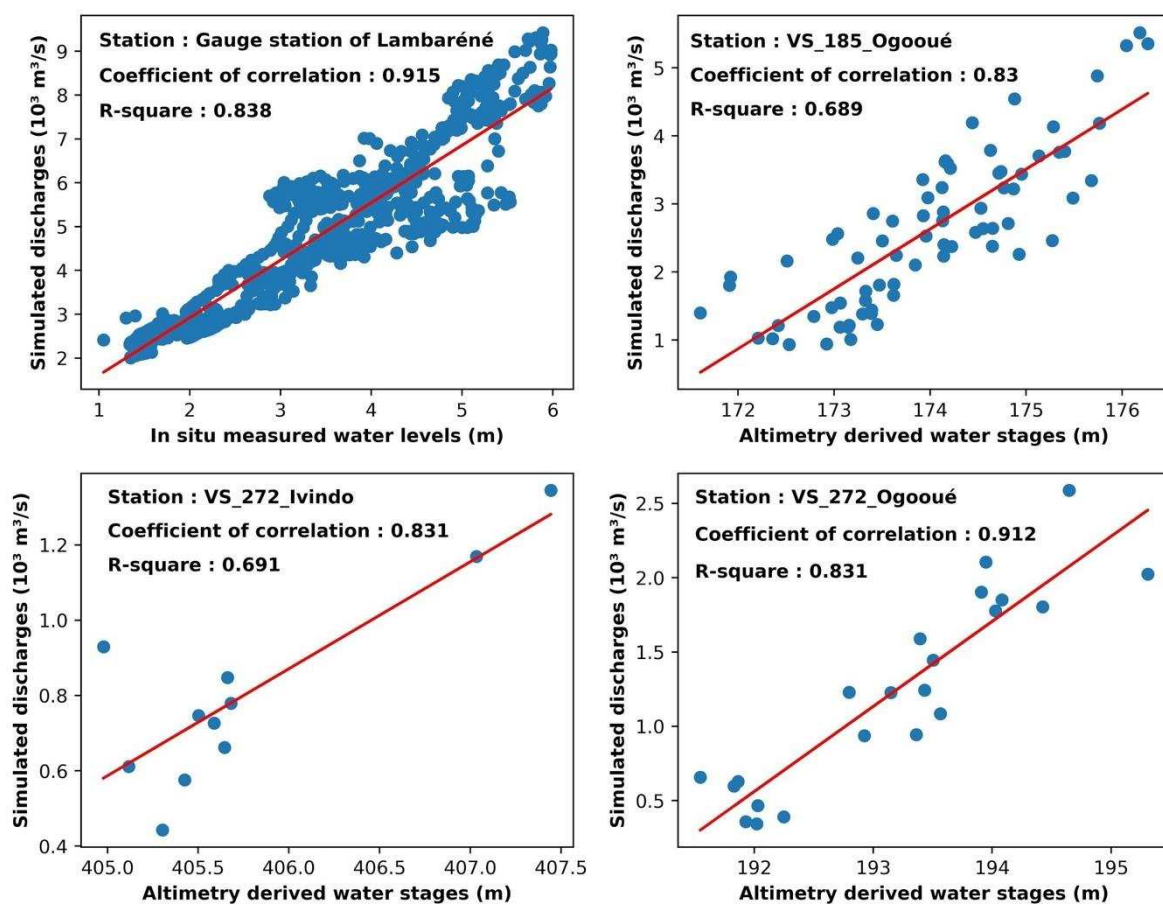 Station : Gauge station of Lambaréné
Coefficient of correlation : 0.915
R-square : 0.838
Simulated discharges (10³ m³/s)
9
8
7
6
5
4
3
2
1
2
3
4
5
6
In situ measured water levels (m)
Station : VS_185_Ogooué
Coefficient of correlation : 0.83
R-square : 0.689
Simulated discharges (10³ m³/s)
5
4
3
2
1
172
173
174
175
176
Altimetry derived water stages (m)
Station : VS_272_Ivindo
Coefficient of correlation : 0.831
R-square : 0.691
Simulated discharges (10³ m³/s)
1.2
1.0
0.8
0.6
0.4
405.0
405.5
406.0
406.5
407.0
407.5
Altimetry derived water stages (m)
Station : VS_272_Ogooué
Coefficient of correlation : 0.912
R-square : 0.831
Simulated discharges (10³ m³/s)
2.5
2.0
1.5
1.0
0.5
192
193
194
195
Altimetry derived water stages (m)